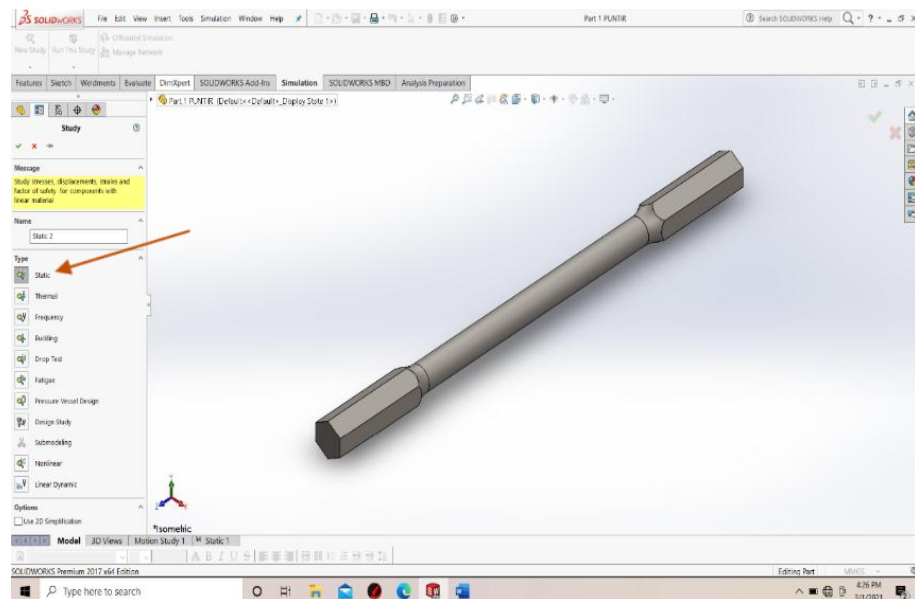 SOLIDWORKS File Edit View Insert Tools Simulation Window Help Part 1 PUNTIR Search SOLIDWORKS Help
New Study Run This Study Offloaded Simulation
Manage Network
Features Sketch Weldments Evaluate DimXpert SOLIDWORKS Add-Ins Simulation SOLIDWORKS MBD Analysis Preparation
Part 1 PUNTIR (Default<<Default>_Display State 1>)
Study
Message
Study stresses, displacements, strains and
factor of safety for components with
linear material
Name
Static 2
Type
Static
Thermal
Frequency
Buckling
Drop Test
Fatigue
Pressure Vessel Design
Design Study
Submodeling
Nonlinear
Linear Dynamic
Options
Use 2D Simplification
*Isometric
Model 3D Views Motion Study 1 Static 1
SOLIDWORKS Premium 2017 x64 Edition Editing Part MMGS
Type here to search 4:26 PM